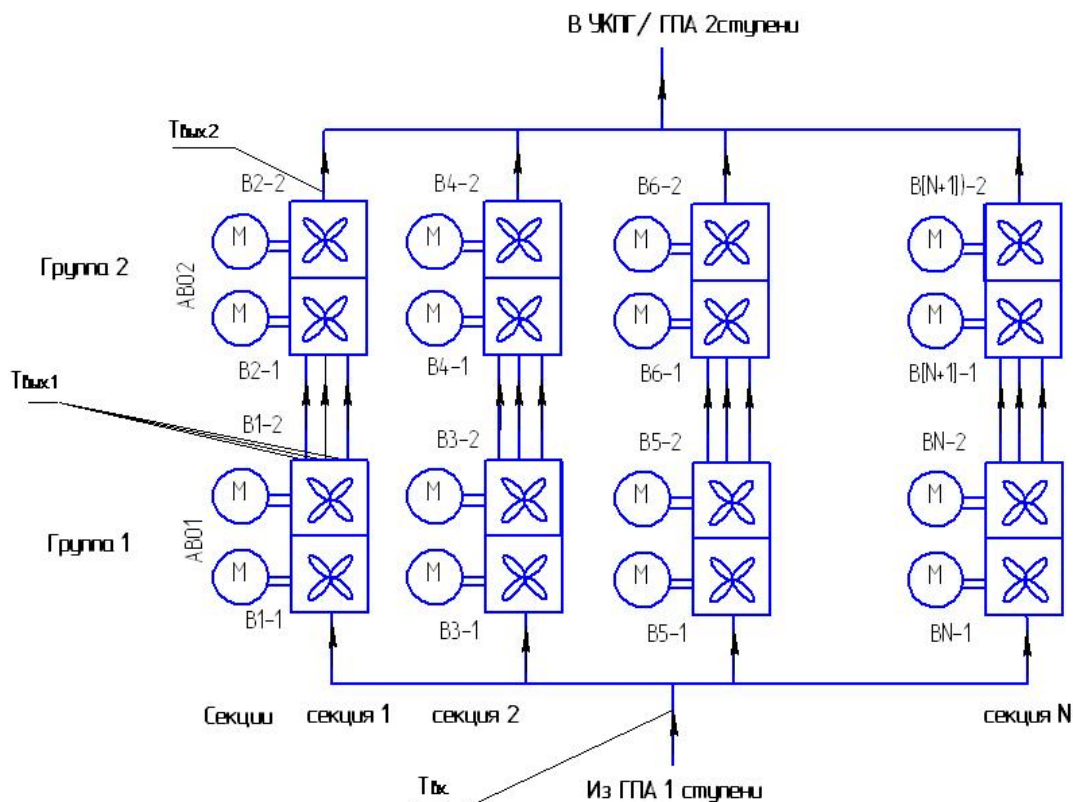 В УКПГ/ ГПА 2ступени
Твых2
В2-2
В4-2
В6-2
В[N+1])-2
М
М
М
М
Группа 2
АВО2
М
М
М
М
В2-1
В4-1
В6-1
В[N+1]-1
Твых1
В1-2
В3-2
В5-2
ВN-2
М
М
М
М
Группа 1
АВО1
М
М
М
М
В1-1
В3-1
В5-1
ВN-1
Секции
секция 1
секция 2
секция N
Твх.
Из ГПА 1 ступени